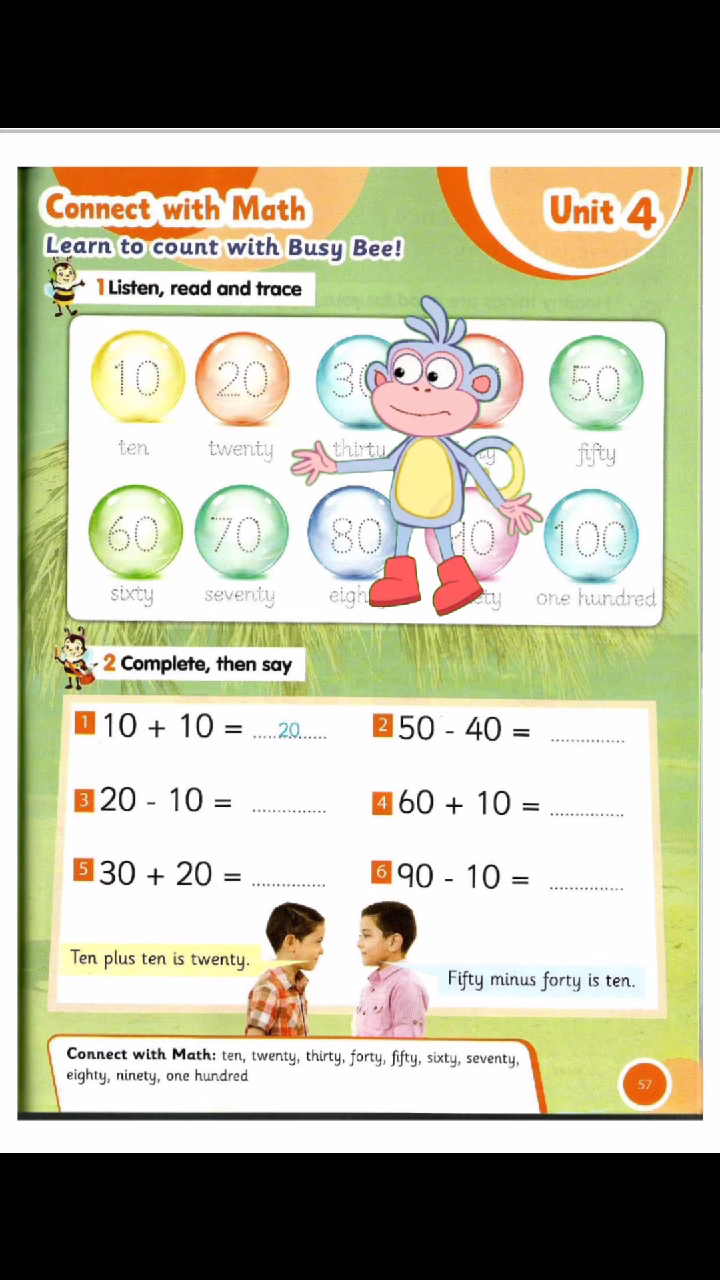 Connect with Math
Unit 4
Learn to count with Busy Bee!
1 Listen, read and trace
10 20 30 50
ten twenty thirty fifty
60 70 80 100
sixty seventy one hundred
2 Complete, then say
1 10 + 10 = ....20...... 2 50 - 40 = ..............
3 20 - 10 = .............. 4 60 + 10 = ..............
5 30 + 20 = .............. 6 90 - 10 = ..............
Ten plus ten is twenty.
Fifty minus forty is ten.
Connect with Math: ten, twenty, thirty, forty, fifty, sixty, seventy,
eighty, ninety, one hundred
57